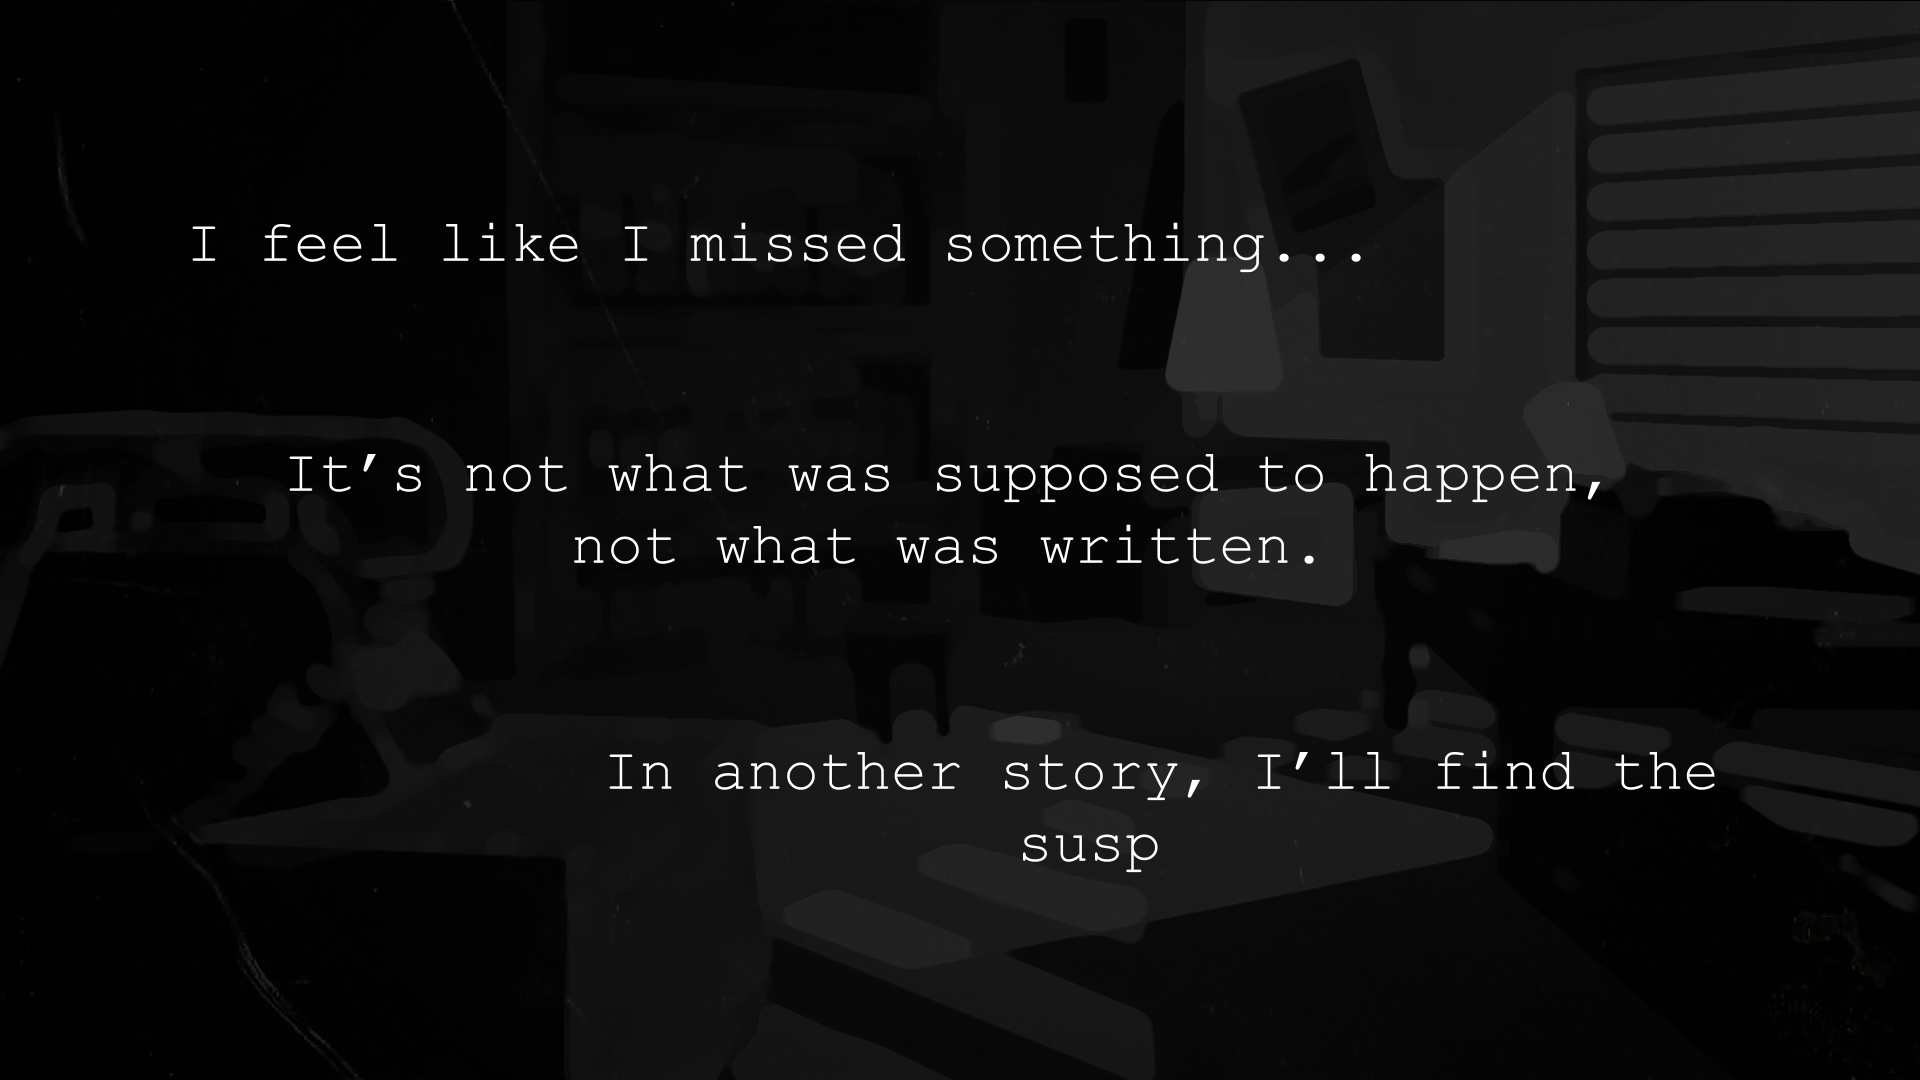 I feel like I missed something...
It’s not what was supposed to happen,
not what was written.
In another story, I’ll find the
susp